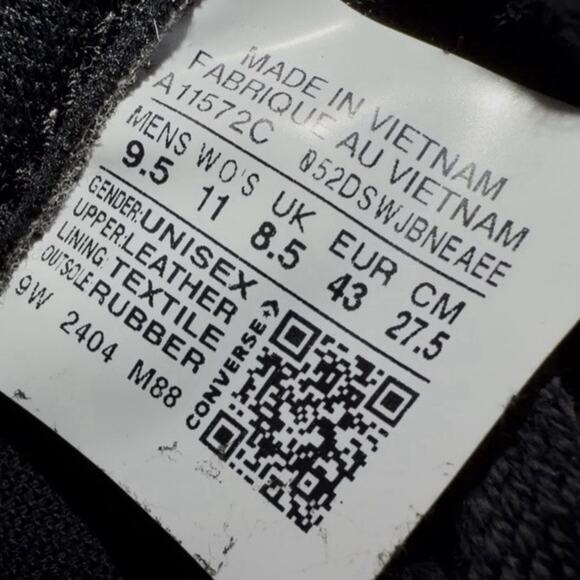 MADE IN VIETNAM
FABRIQUE AU VIETNAM
A11572C 052DSWJBNEAEE
MENS WO'S UK EUR CM
9.5 11 8.5 43 27.5
GENDER:UNISEX
UPPER:LEATHER
LINING:TEXTILE
OUTSOLE:RUBBER
9W 2404 M88
CONVERSE